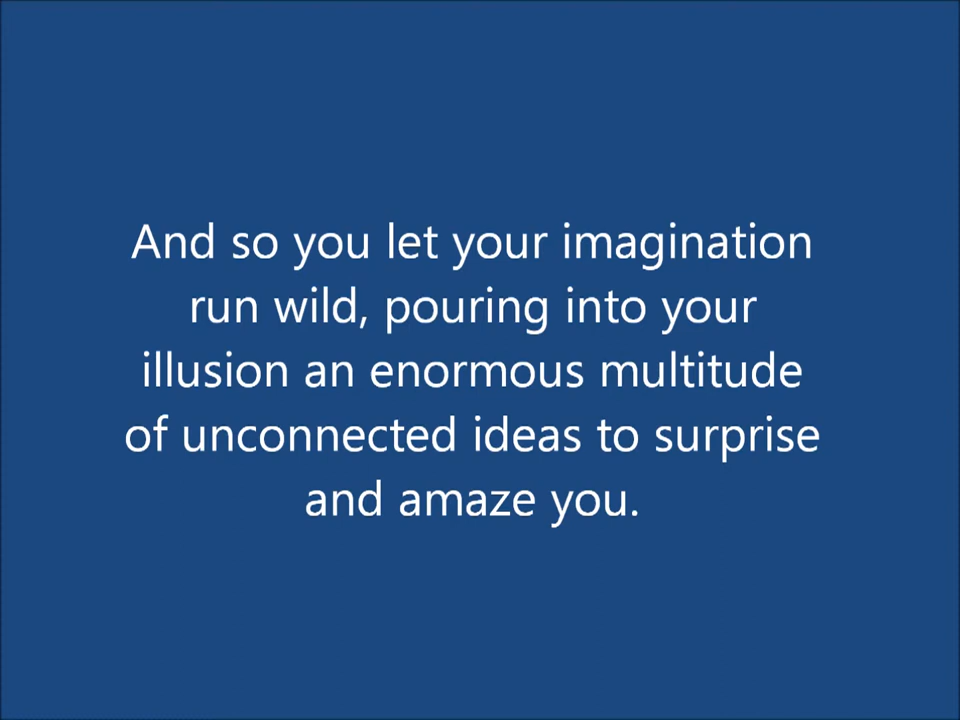 And so you let your imagination
run wild, pouring into your
illusion an enormous multitude
of unconnected ideas to surprise
and amaze you.